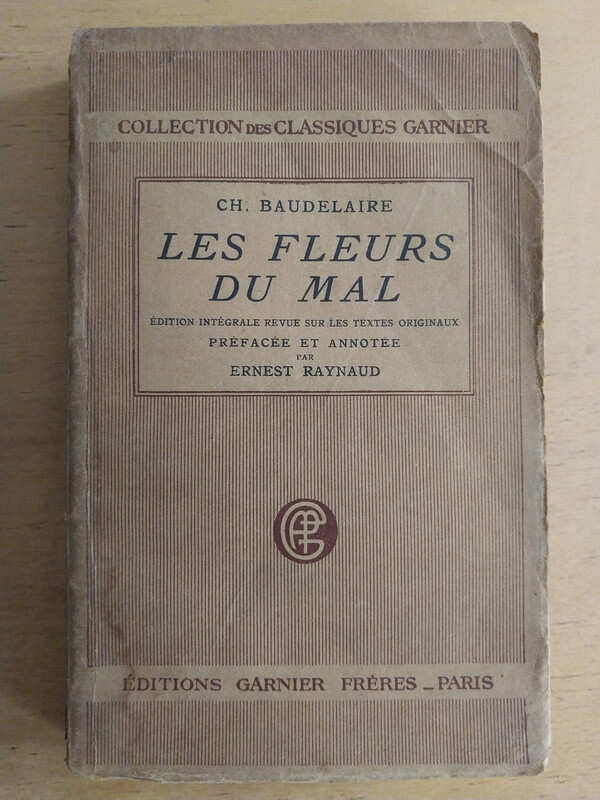 COLLECTION DES CLASSIQUES GARNIER
CH. BAUDELAIRE
LES FLEURS
DU MAL
ÉDITION INTÉGRALE REVUE SUR LES TEXTES ORIGINAUX
PRÉFACÉE ET ANNOTÉE
PAR
ERNEST RAYNAUD
ÉDITIONS GARNIER FRÈRES _ PARIS